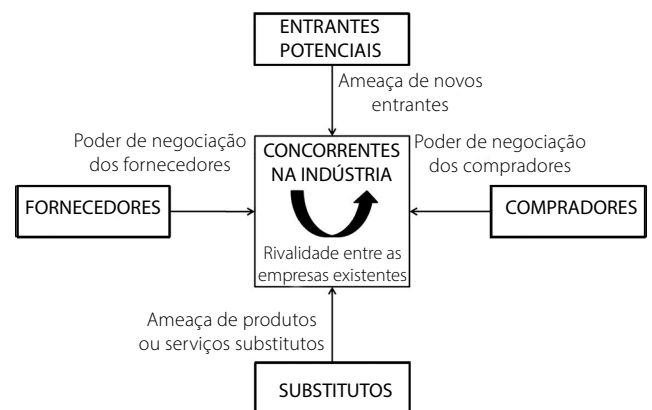 ENTRANTES
POTENCIAIS
Ameaça de novos
entrantes
Poder de negociação
dos fornecedores
CONCORRENTES
NA INDÚSTRIA
Poder de negociação
dos compradores
FORNECEDORES
COMPRADORES
Rivalidade entre as
empresas existentes
Ameaça de produtos
ou serviços substitutos
SUBSTITUTOS